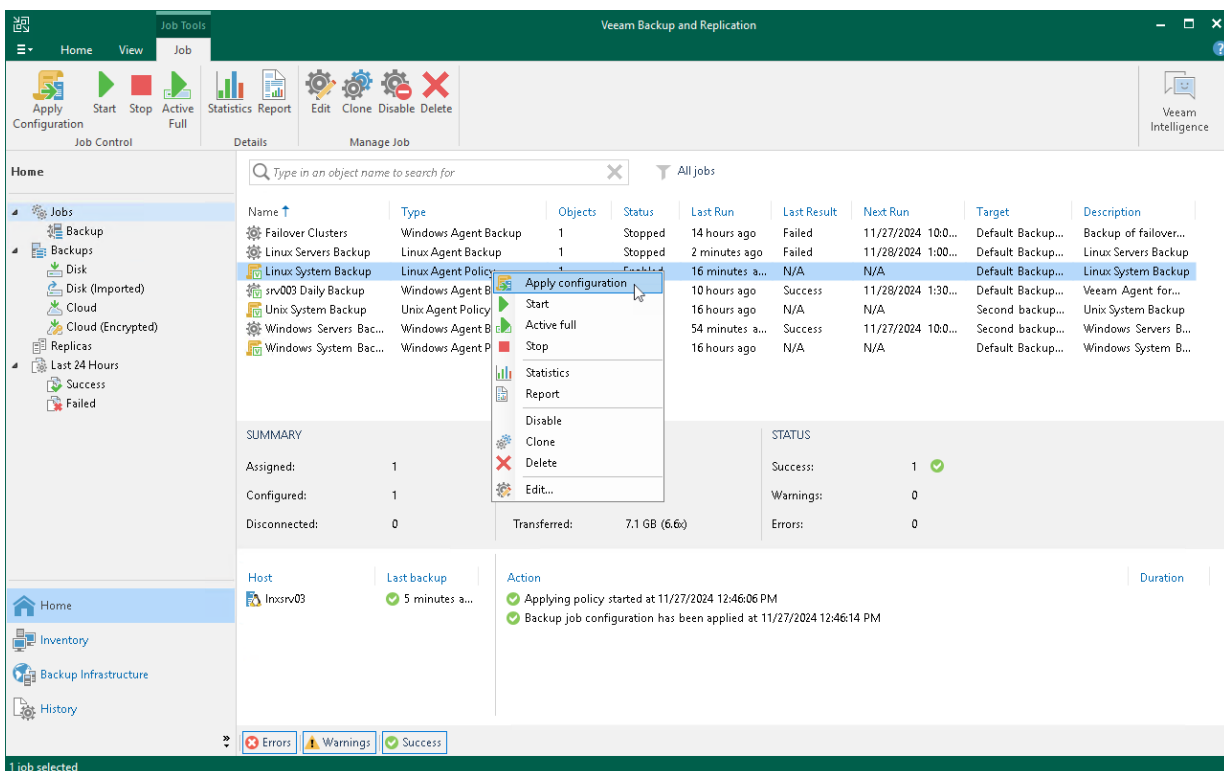 Job Tools
Veeam Backup and Replication
Home View Job
Apply Configuration
Start
Stop
Active Full
Statistics
Report
Edit
Clone
Disable
Delete
Veeam Intelligence
Job Control
Details
Manage Job
Home
Type in an object name to search for
All jobs
Jobs
Backup
Backups
Disk
Disk (Imported)
Cloud
Cloud (Encrypted)
Replicas
Last 24 Hours
Success
Failed
Name Type Objects Status Last Run Last Result Next Run Target Description
Failover Clusters Windows Agent Backup 1 Stopped 14 hours ago Failed 11/27/2024 10:0... Default Backup... Backup of failover...
Linux Servers Backup Linux Agent Backup 1 Stopped 2 minutes ago Failed 11/28/2024 1:00... Default Backup... Linux Servers Backup
Linux System Backup Linux Agent Policy 1 Enabled 16 minutes a... N/A N/A Default Backup... Linux System Backup
srv003 Daily Backup Windows Agent B 10 hours ago Success 11/28/2024 1:30... Default Backup... Veeam Agent for...
Unix System Backup Unix Agent Policy 16 hours ago N/A N/A Second backup... Unix System Backup
Windows Servers Bac... Windows Agent B 54 minutes a... Success 11/27/2024 10:0... Second backup... Windows Servers B...
Windows System Bac... Windows Agent P 16 hours ago N/A N/A Default Backup... Windows System B...
Apply configuration
Start
Active full
Stop
Statistics
Report
Disable
Clone
Delete
Edit...
SUMMARY
Assigned: 1
Configured: 1
Disconnected: 0
Transferred: 7.1 GB (6.6x)
STATUS
Success: 1
Warnings: 0
Errors: 0
Host Last backup Action Duration
lnxsrv03 5 minutes a...
Applying policy started at 11/27/2024 12:46:06 PM
Backup job configuration has been applied at 11/27/2024 12:46:14 PM
Home
Inventory
Backup Infrastructure
History
Errors Warnings Success
1 job selected